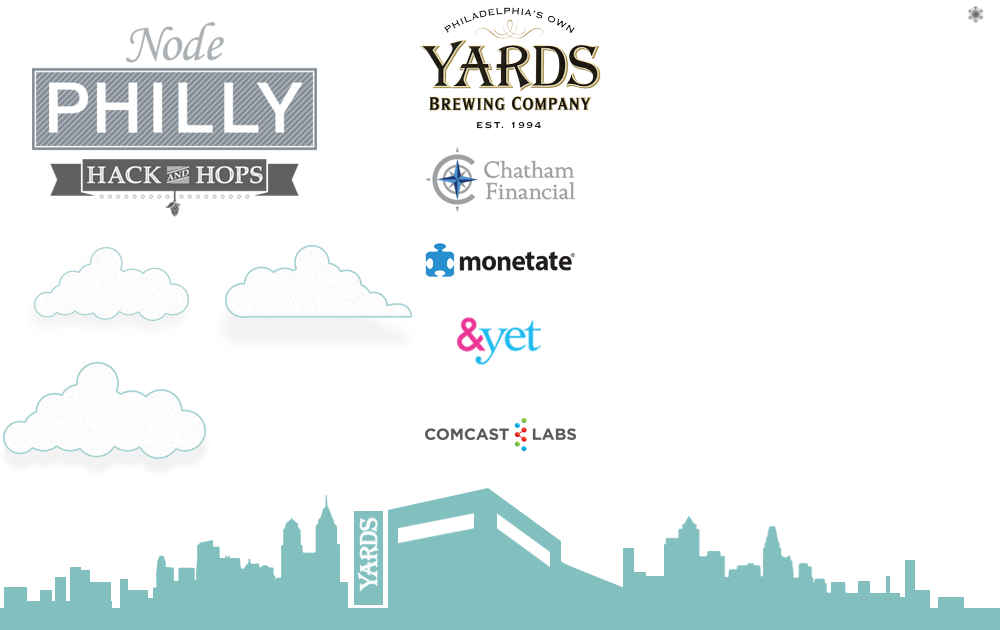 Node
PHILLY
HACK AND HOPS
PHILADELPHIA'S OWN
YARDS
BREWING COMPANY
EST. 1994
Chatham
Financial
monetate®
&yet
COMCAST LABS
YARDS